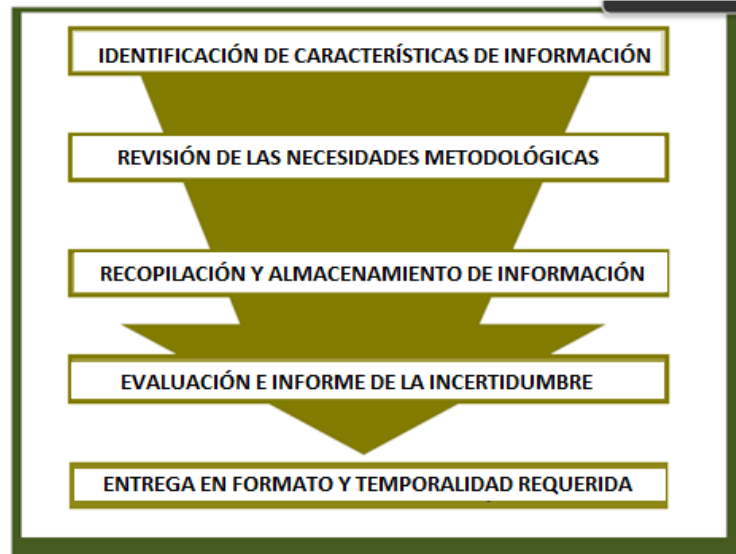 IDENTIFICACIÓN DE CARACTERÍSTICAS DE INFORMACIÓN
REVISIÓN DE LAS NECESIDADES METODOLÓGICAS
RECOPILACIÓN Y ALMACENAMIENTO DE INFORMACIÓN
EVALUACIÓN E INFORME DE LA INCERTIDUMBRE
ENTREGA EN FORMATO Y TEMPORALIDAD REQUERIDA